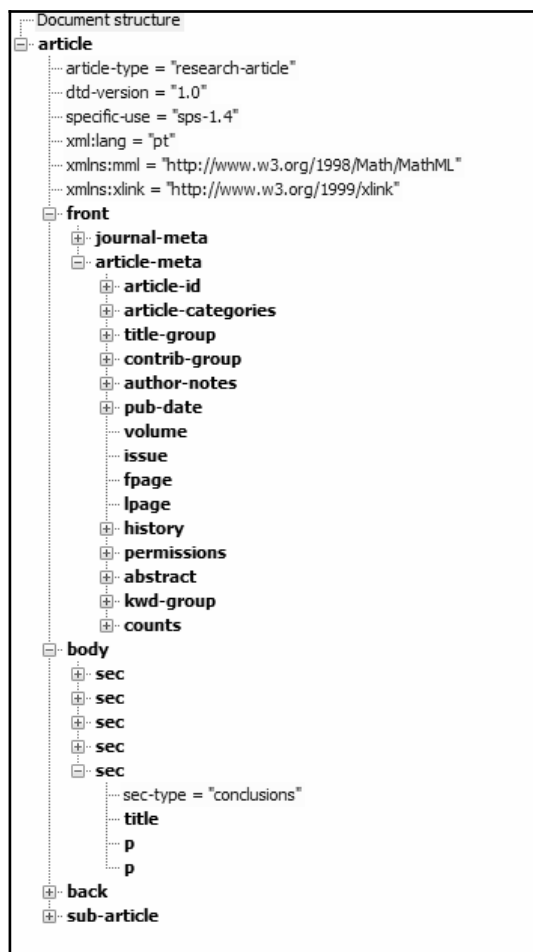 Document structure
article
article-type = "research-article"
dtd-version = "1.0"
specific-use = "sps-1.4"
xml:lang = "pt"
xmlns:mml = "http://www.w3.org/1998/Math/MathML"
xmlns:xlink = "http://www.w3.org/1999/xlink"
front
journal-meta
article-meta
article-id
article-categories
title-group
contrib-group
author-notes
pub-date
volume
issue
fpage
lpage
history
permissions
abstract
kwd-group
counts
body
sec
sec
sec
sec
sec
sec-type = "conclusions"
title
p
p
back
sub-article